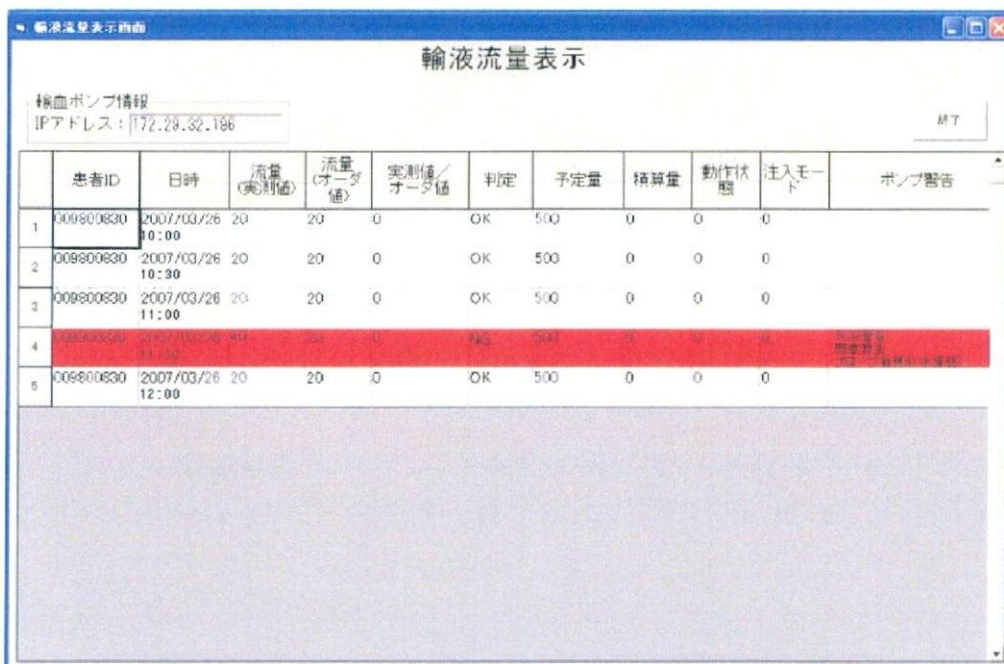 輸液流量表示画面
輸液流量表示
輸血ポンプ情報
IPアドレス：172.29.32.196
終了
患者ID 日時 流量(実測値) 流量(オーダ値) 実測値／オーダ値 判定 予定量 積算量 動作状態 注入モード ポンプ警告
1 009800830 2007/03/26 10:00 20 20 0 OK 500 0 0 0
2 009800830 2007/03/26 10:30 20 20 0 OK 500 0 0 0
3 009800830 2007/03/26 11:00 20 20 0 OK 500 0 0 0
4 NG
5 009800830 2007/03/26 12:00 20 20 0 OK 500 0 0 0